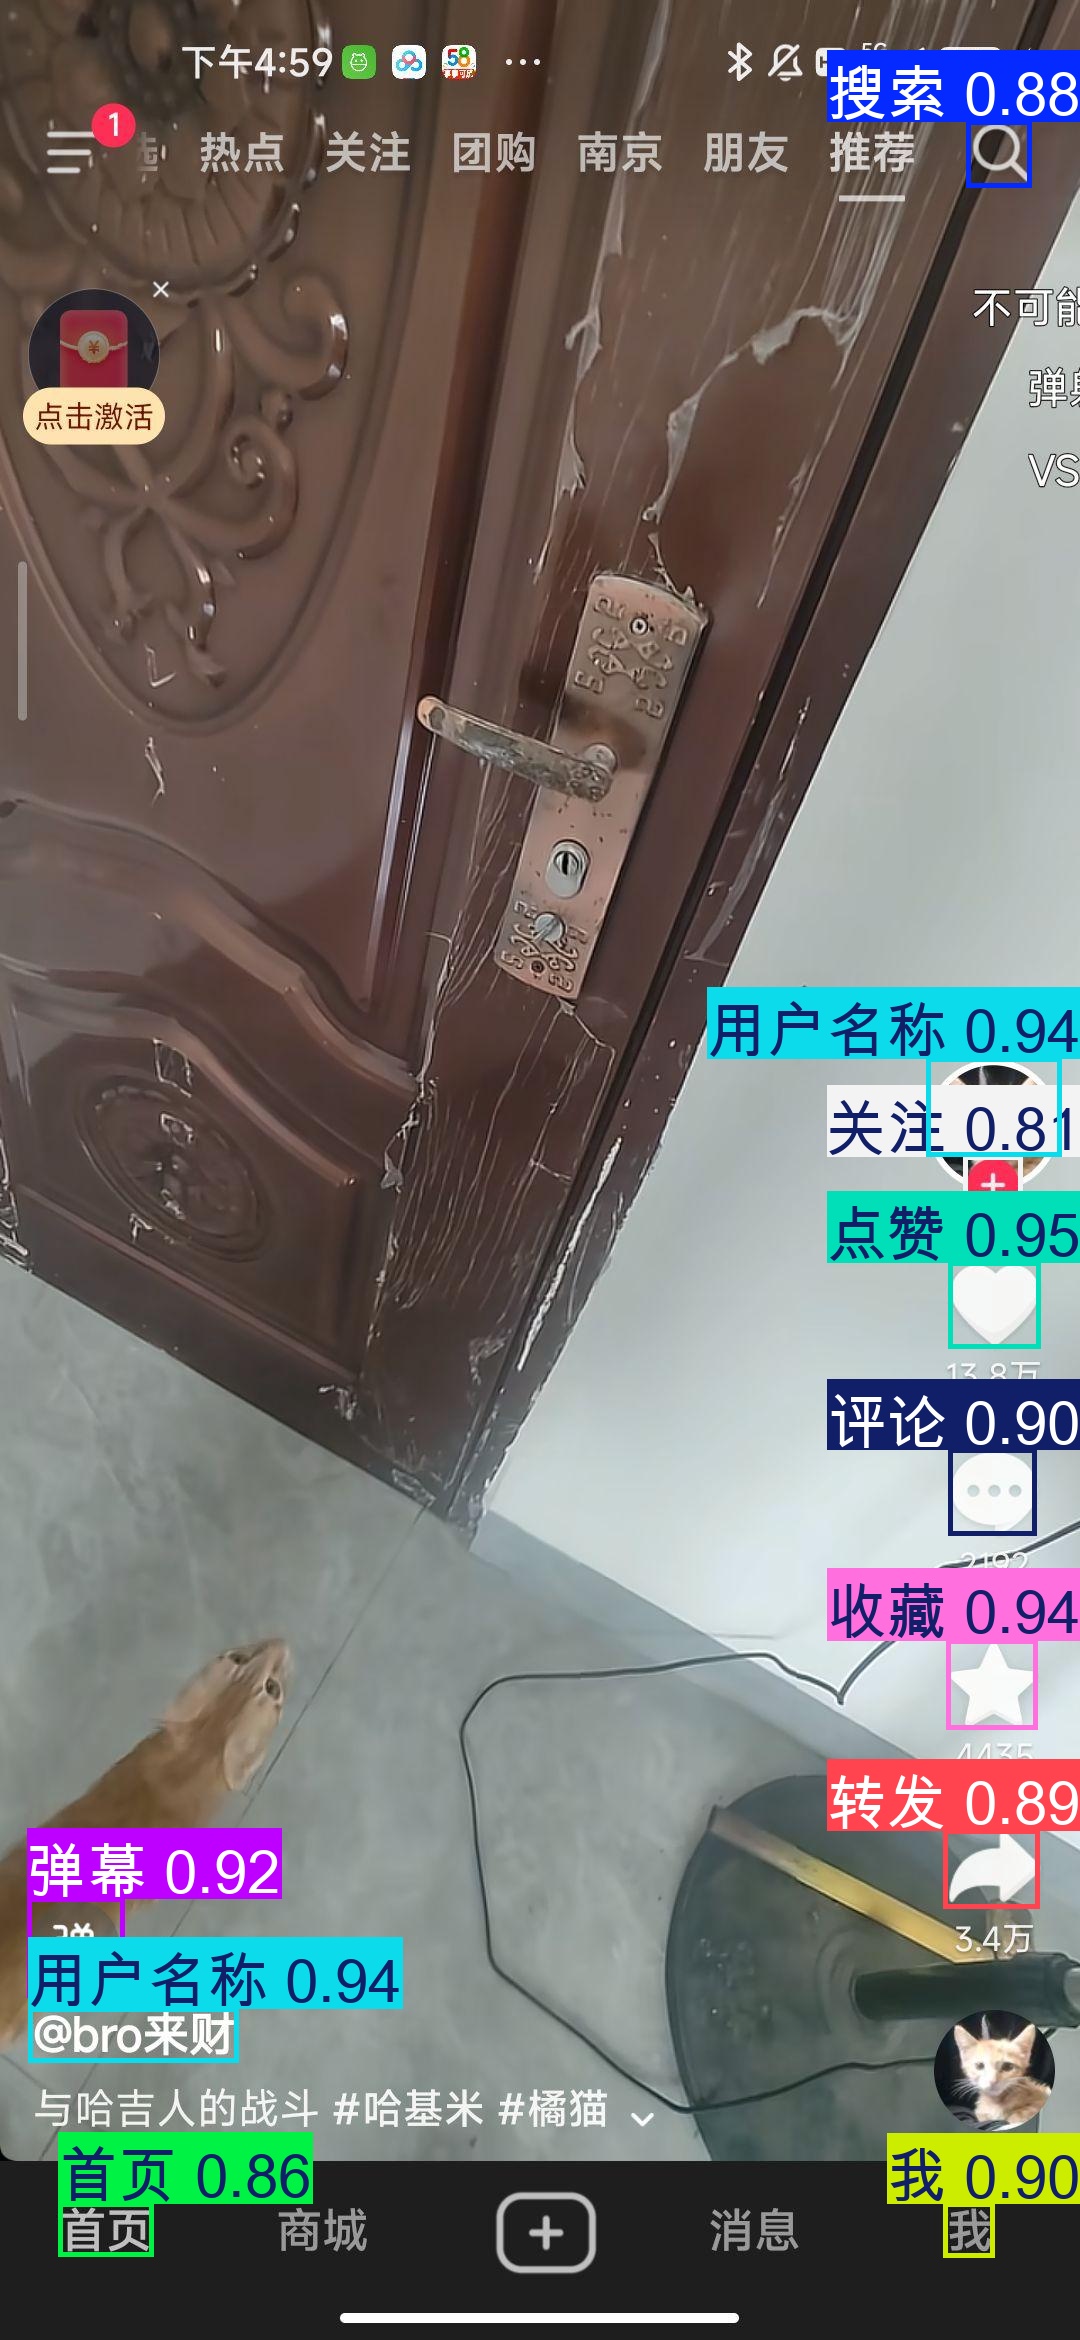 下午4:59 58 ··· 5G
搜索 0.88
1
选 热点 关注 团购 南京 朋友 推荐
不可能
点击激活
弹射
VS
用户名称 0.94
关注 0.81
点赞 0.95
13.8万
评论 0.90
2192
收藏 0.94
4435
转发 0.89
3.4万
弹幕 0.92
弹
用户名称 0.94
@bro来财
与哈吉人的战斗 #哈基米 #橘猫
首页 0.86
我 0.90
首页 商城 消息 我